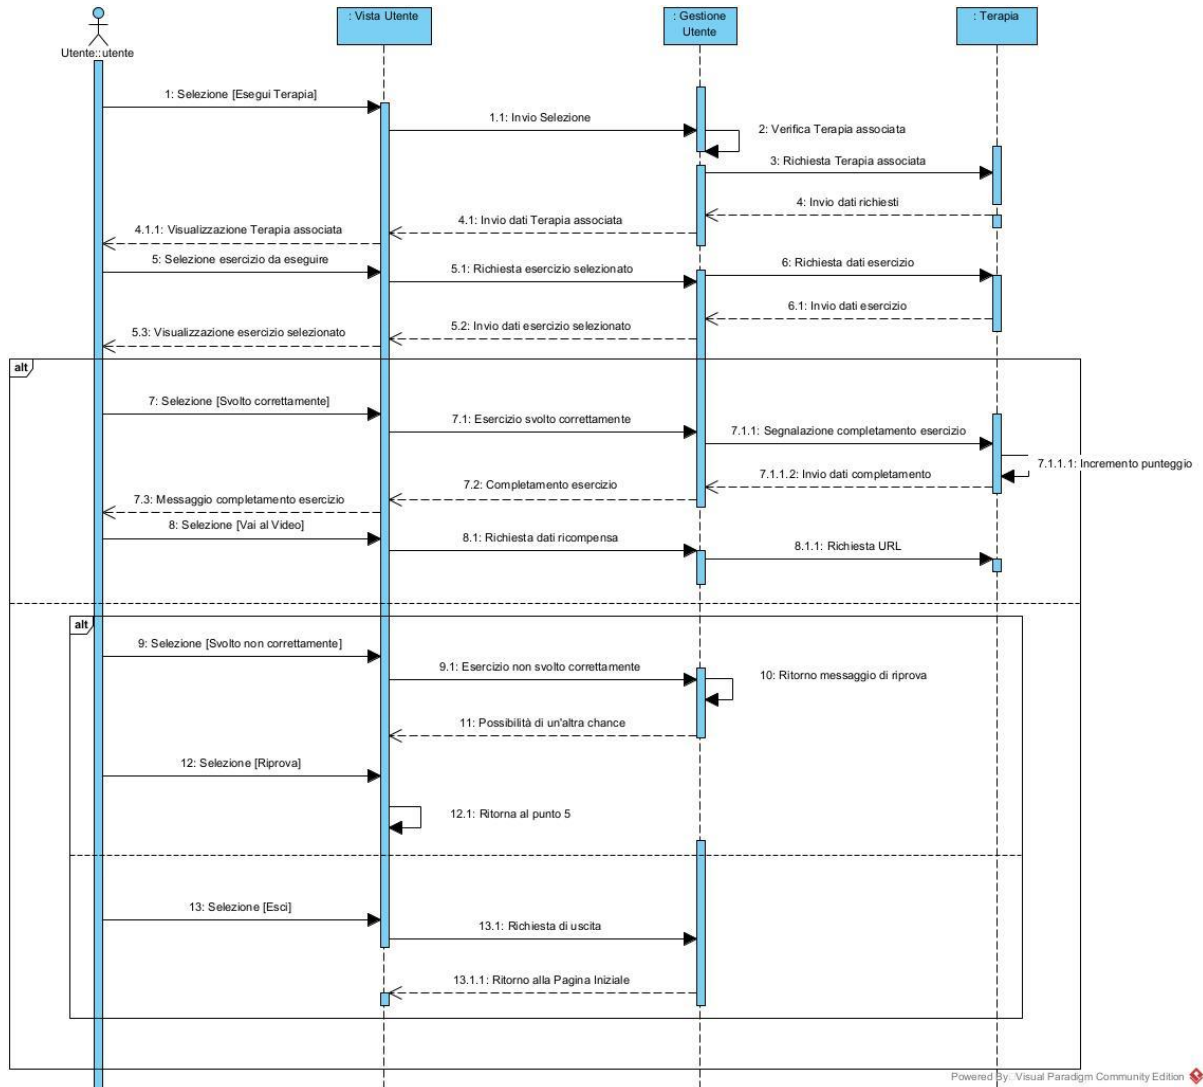 : Vista Utente
: Gestione
Utente
: Terapia
Utente::utente
1: Selezione [Esegui Terapia]
1.1: Invio Selezione
2: Verifica Terapia associata
3: Richiesta Terapia associata
4: Invio dati richiesti
4.1: Invio dati Terapia associata
4.1.1: Visualizzazione Terapia associata
5: Selezione esercizio da eseguire
5.1: Richiesta esercizio selezionato
6: Richiesta dati esercizio
6.1: Invio dati esercizio
5.2: Invio dati esercizio selezionato
5.3: Visualizzazione esercizio selezionato
alt
7: Selezione [Svolto correttamente]
7.1: Esercizio svolto correttamente
7.1.1: Segnalazione completamento esercizio
7.1.1.1: Incremento punteggio
7.1.1.2: Invio dati completamento
7.2: Completamento esercizio
7.3: Messaggio completamento esercizio
8: Selezione [Vai al Video]
8.1: Richiesta dati ricompensa
8.1.1: Richiesta URL
alt
9: Selezione [Svolto non correttamente]
9.1: Esercizio non svolto correttamente
10: Ritorno messaggio di riprova
11: Possibilità di un'altra chance
12: Selezione [Riprova]
12.1: Ritorna al punto 5
13: Selezione [Esci]
13.1: Richiesta di uscita
13.1.1: Ritorno alla Pagina Iniziale
Powered By Visual Paradigm Community Edition